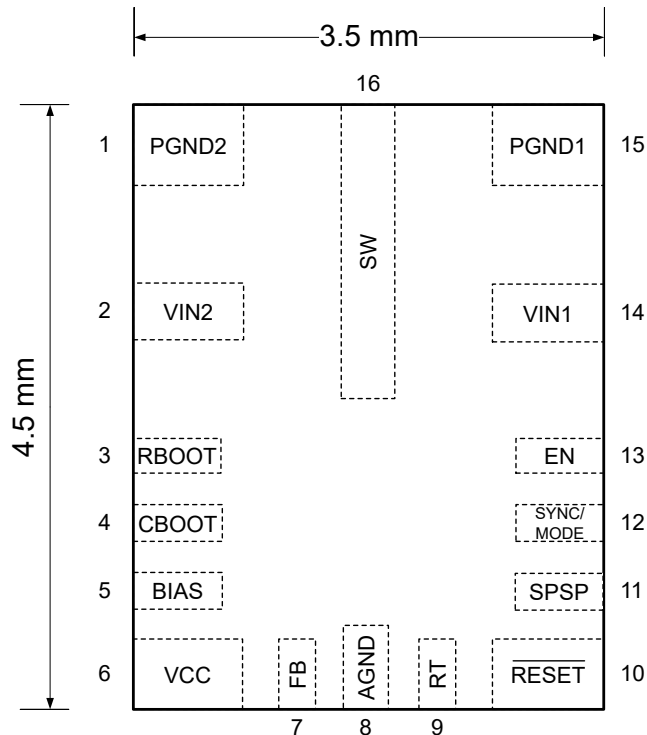 3.5 mm
16
1 PGND2 PGND1 15
SW
2 VIN2 VIN1 14
4.5 mm
3 RBOOT EN 13
4 CBOOT SYNC/
MODE 12
5 BIAS SPSP 11
6 VCC FB AGND RT RESET 10
7 8 9